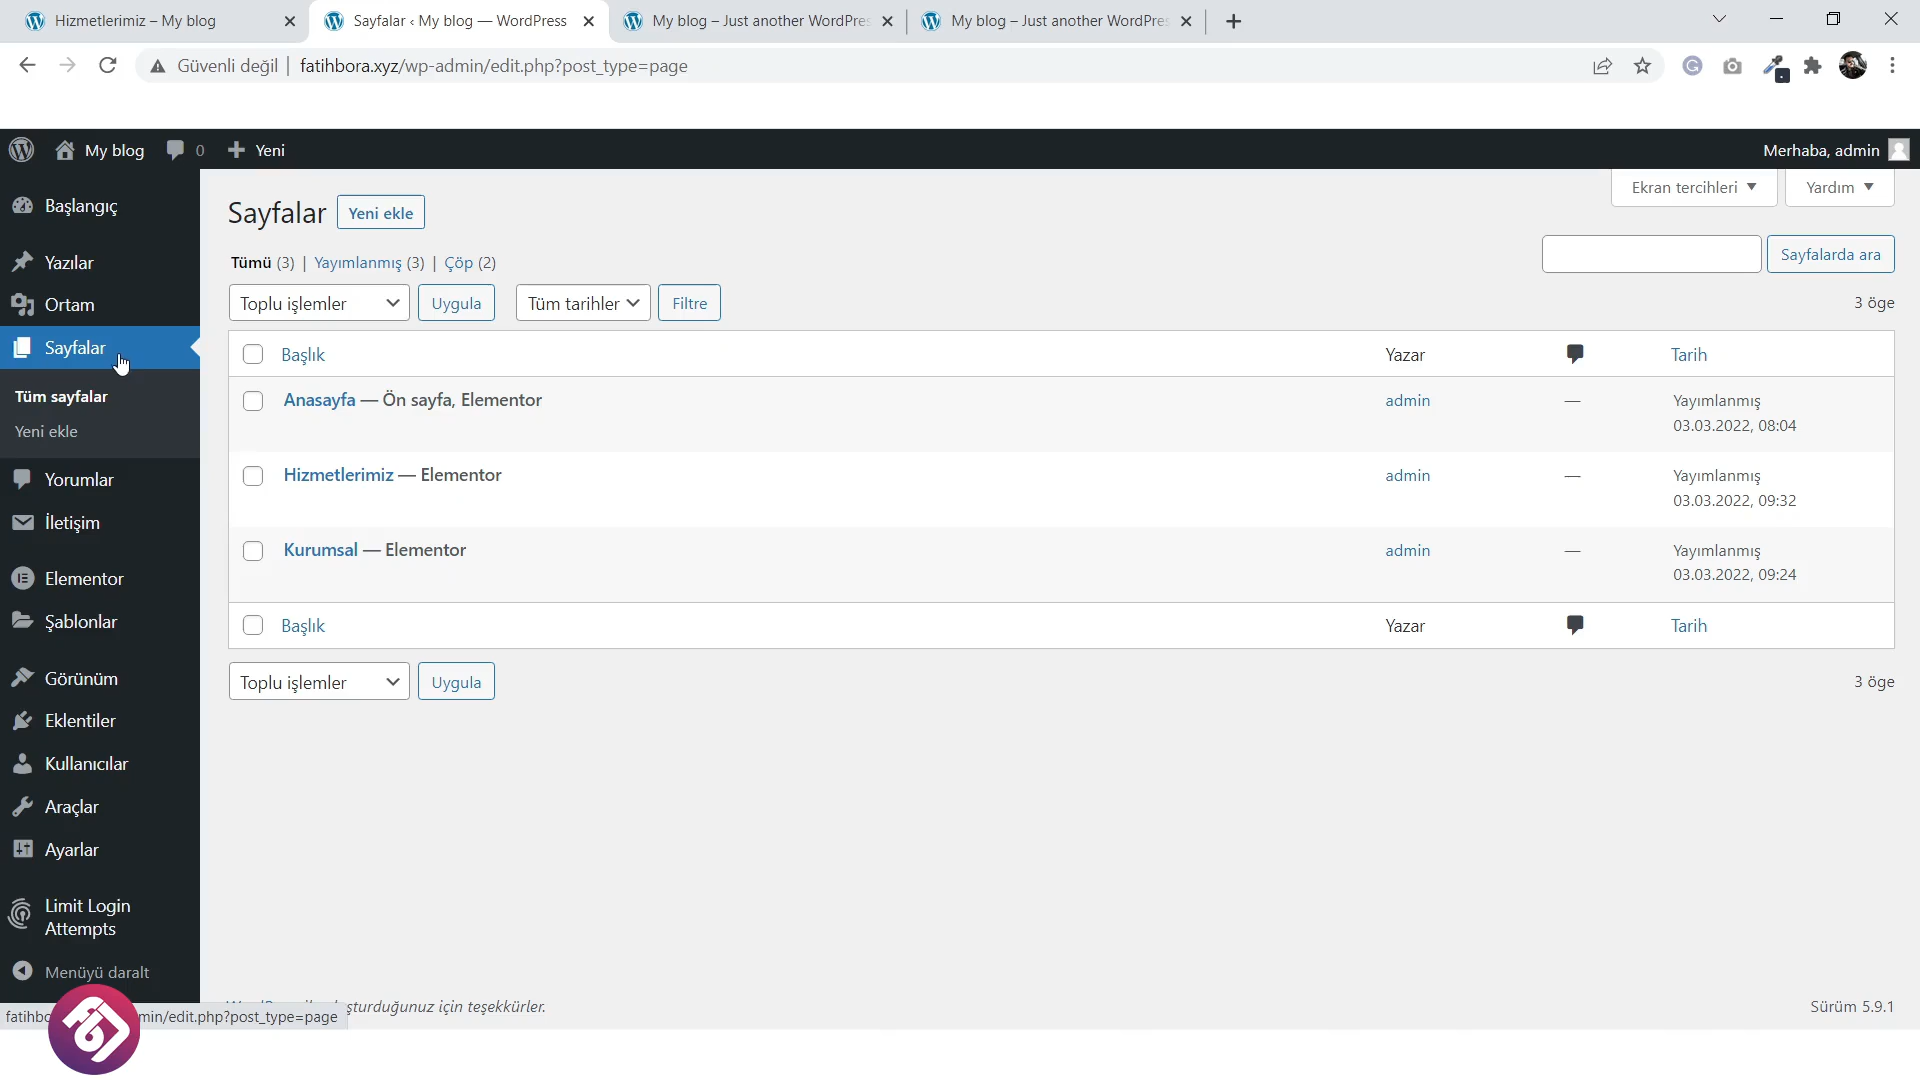 Hizmetlerimiz – My blog
Sayfalar ‹ My blog — WordPress
My blog – Just another WordPres
My blog – Just another WordPres
Güvenli değil
fatihbora.xyz/wp-admin/edit.php?post_type=page
My blog
0
Yeni
Merhaba, admin
Başlangıç
Yazılar
Ortam
Sayfalar
Tüm sayfalar
Yeni ekle
Yorumlar
İletişim
Elementor
Şablonlar
Görünüm
Eklentiler
Kullanıcılar
Araçlar
Ayarlar
Limit Login
Attempts
Menüyü daralt
Ekran tercihleri
Yardım
Sayfalar
Yeni ekle
Tümü (3) | Yayımlanmış (3) | Çöp (2)
Sayfalarda ara
Toplu işlemler
Uygula
Tüm tarihler
Filtre
3 öge
Başlık
Yazar
Tarih
Anasayfa — Ön sayfa, Elementor
admin
—
Yayımlanmış
03.03.2022, 08:04
Hizmetlerimiz — Elementor
admin
—
Yayımlanmış
03.03.2022, 09:32
Kurumsal — Elementor
admin
—
Yayımlanmış
03.03.2022, 09:24
Başlık
Yazar
Tarih
Toplu işlemler
Uygula
3 öge
için teşekkürler.
Sürüm 5.9.1
min/edit.php?post_type=page